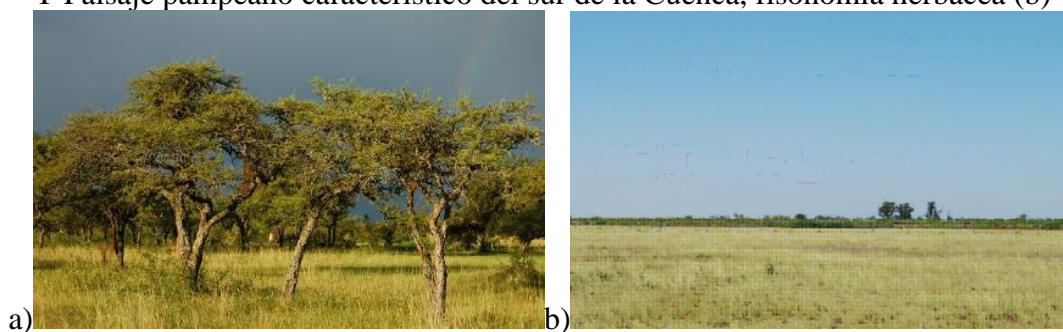 Paisaje pampeano característico del sur de la Cuenca, fisonomía herbácea (b)
a)
b)